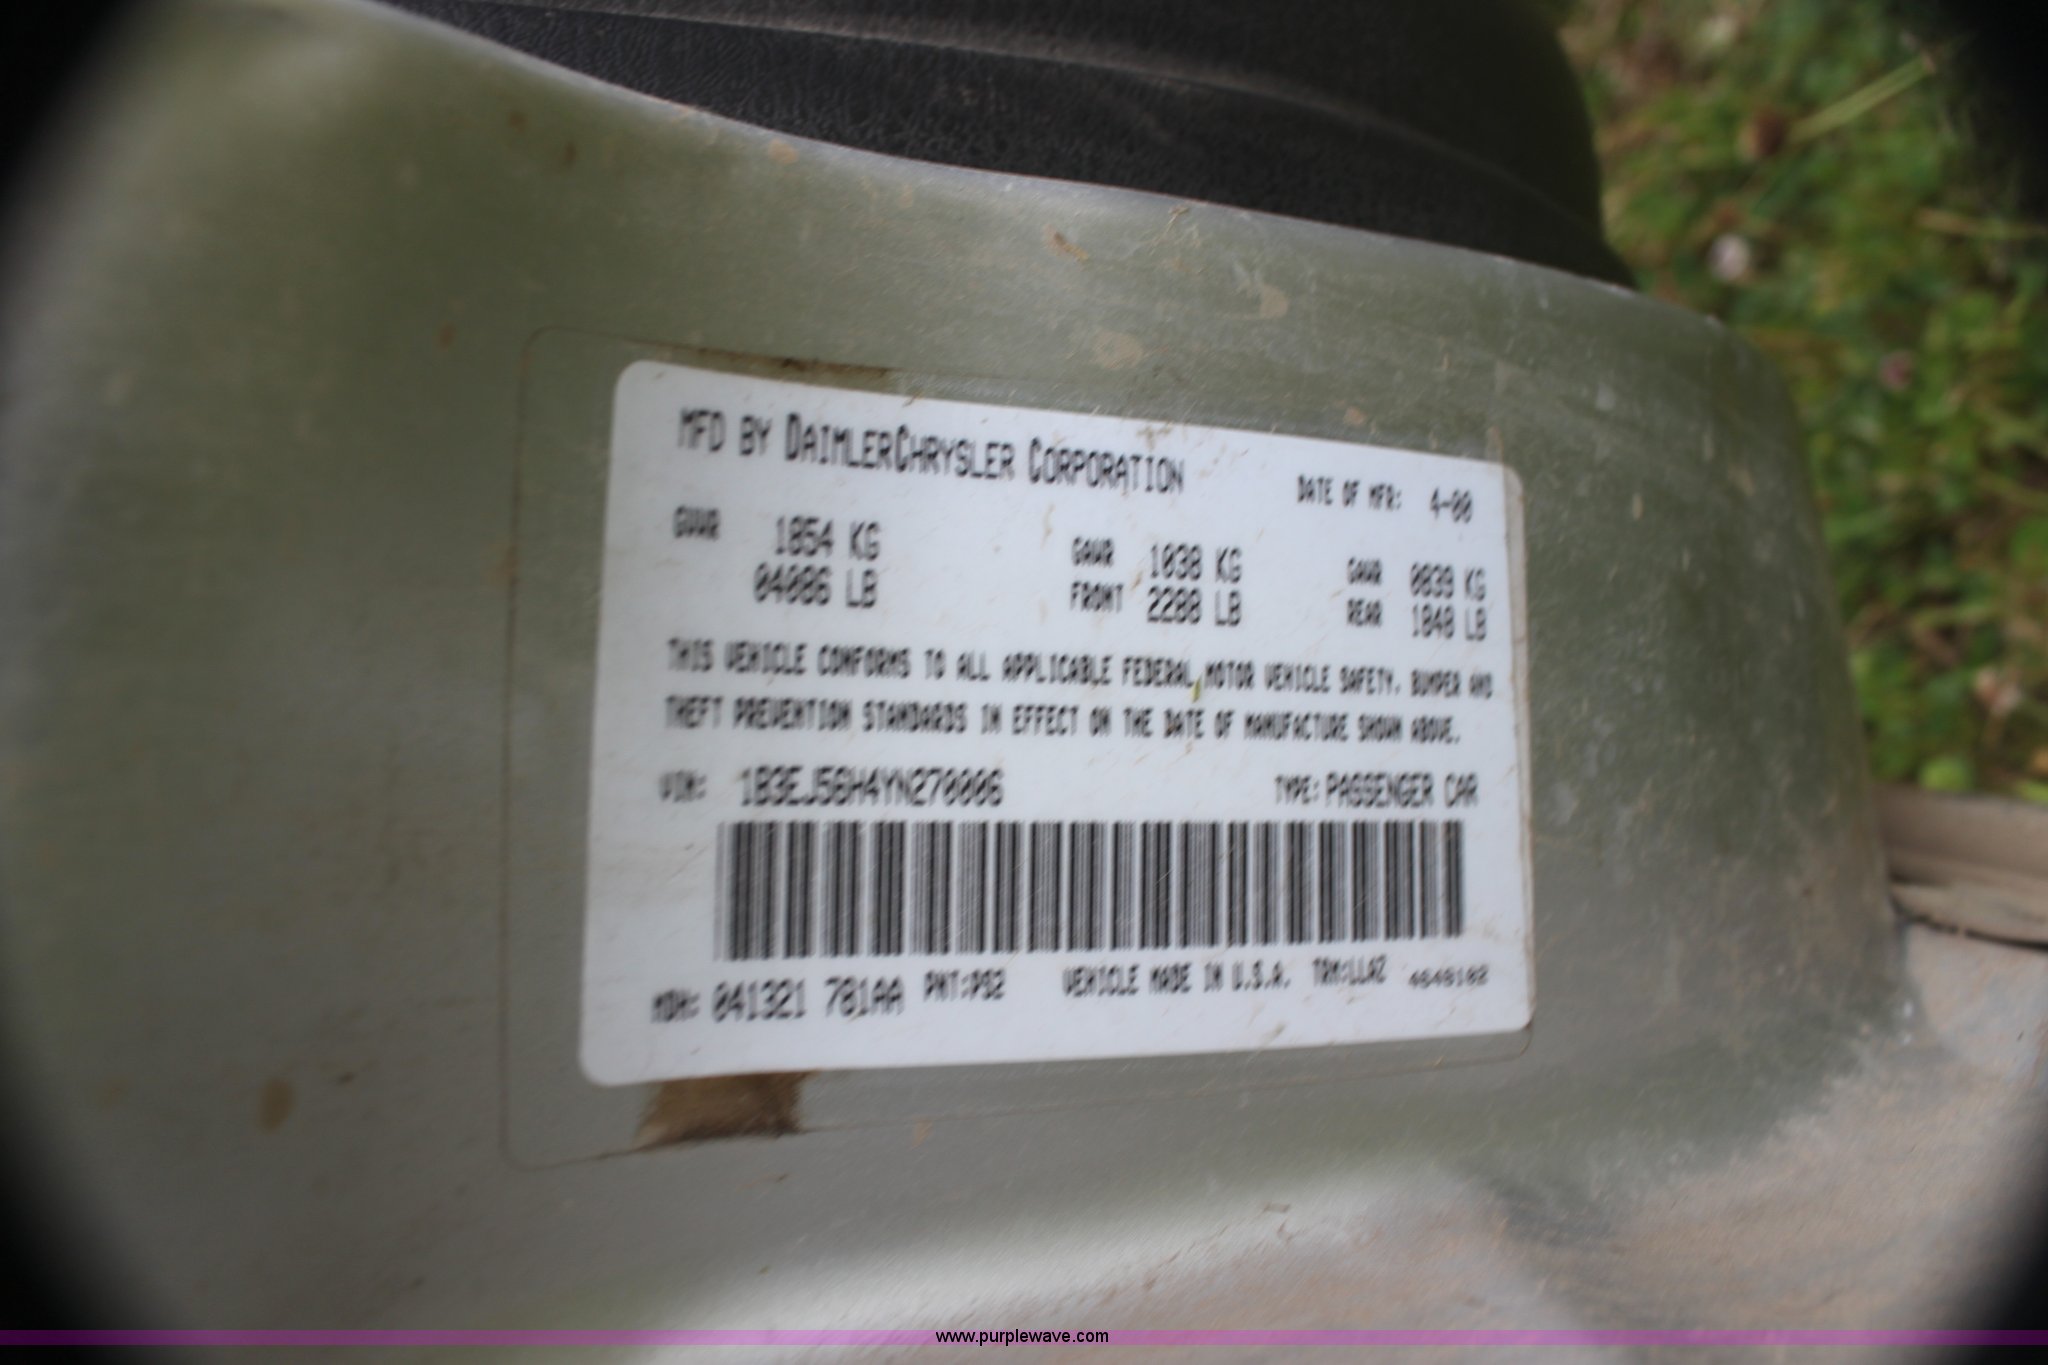 MFD BY DAIMLERCHRYSLER CORPORATION
DATE OF MFR: 4-00
GVWR 1854 KG
04086 LB
GAWR FRONT 1038 KG
2288 LB
GAWR REAR 0839 KG
1848 LB
THIS VEHICLE CONFORMS TO ALL APPLICABLE FEDERAL MOTOR VEHICLE SAFETY, BUMPER AND
THEFT PREVENTION STANDARDS IN EFFECT ON THE DATE OF MANUFACTURE SHOWN ABOVE.
VIN: 1B3EJ56H4YN270006 TYPE: PASSENGER CAR
MDH: 041321 781AA PNT:PS2 VEHICLE MADE IN U.S.A. TRM:LLAZ 4648102
www.purplewave.com